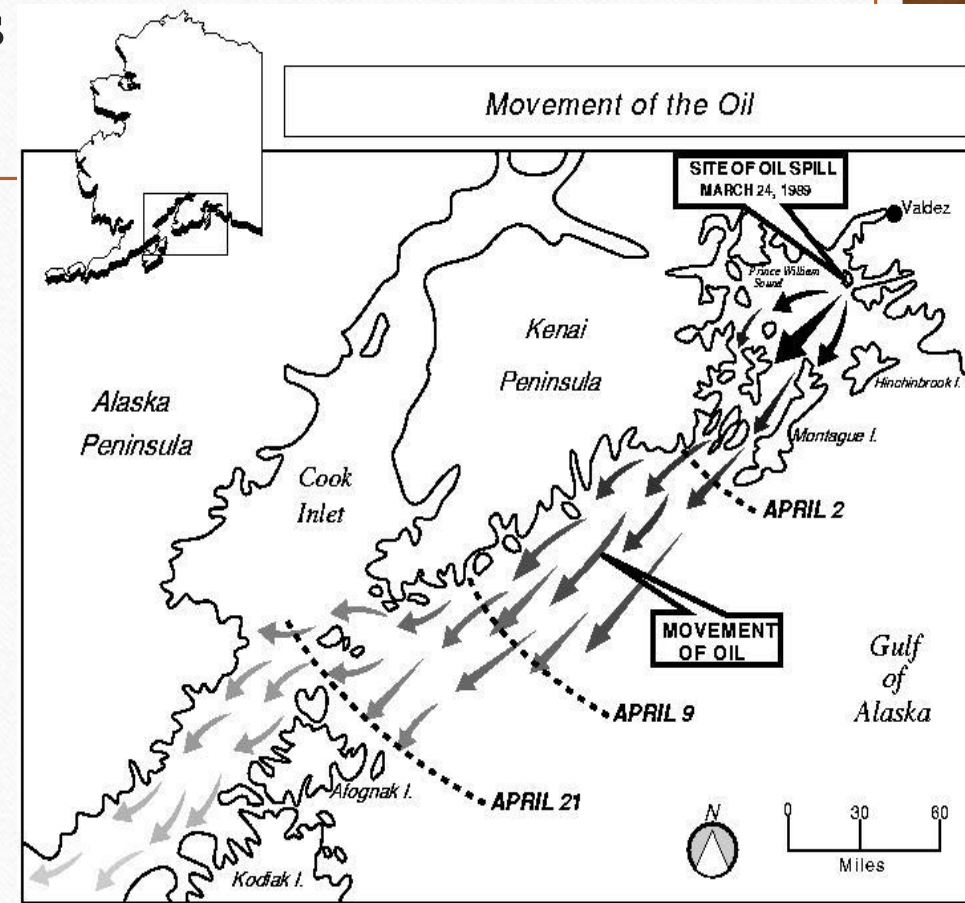 s
Movement of the Oil
SITE OF OIL SPILL
MARCH 24, 1989
Valdez
Prince William
Sound
Kenai
Peninsula
Hinchinbrook I.
Alaska
Peninsula
Montague I.
Cook
Inlet
APRIL 2
MOVEMENT
OF OIL
Gulf
of
Alaska
APRIL 9
Afognak I.
APRIL 21
N
0 30 60
Miles
Kodiak I.